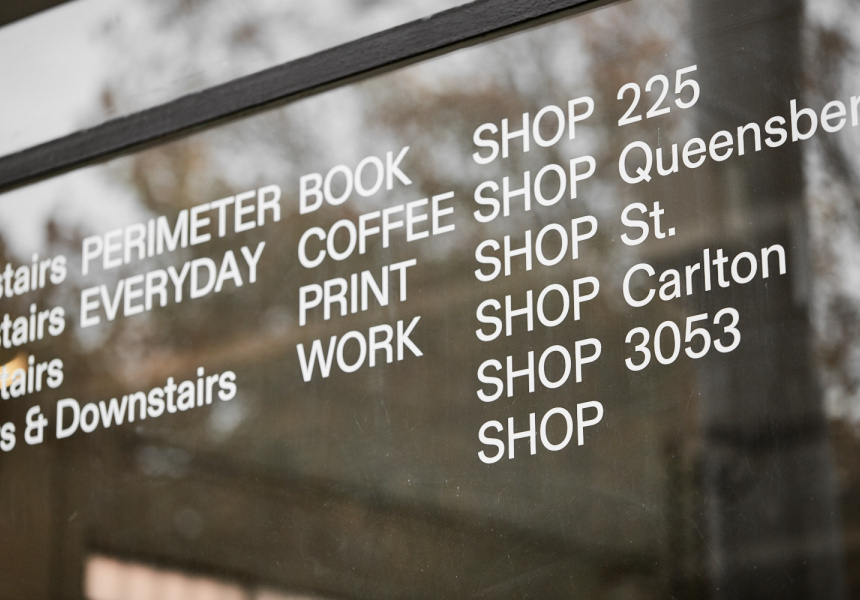 stairs PERIMETER BOOK SHOP 225
stairs EVERYDAY COFFEE SHOP Queensber
tairs PRINT SHOP St.
s & Downstairs WORK SHOP Carlton
SHOP 3053
SHOP